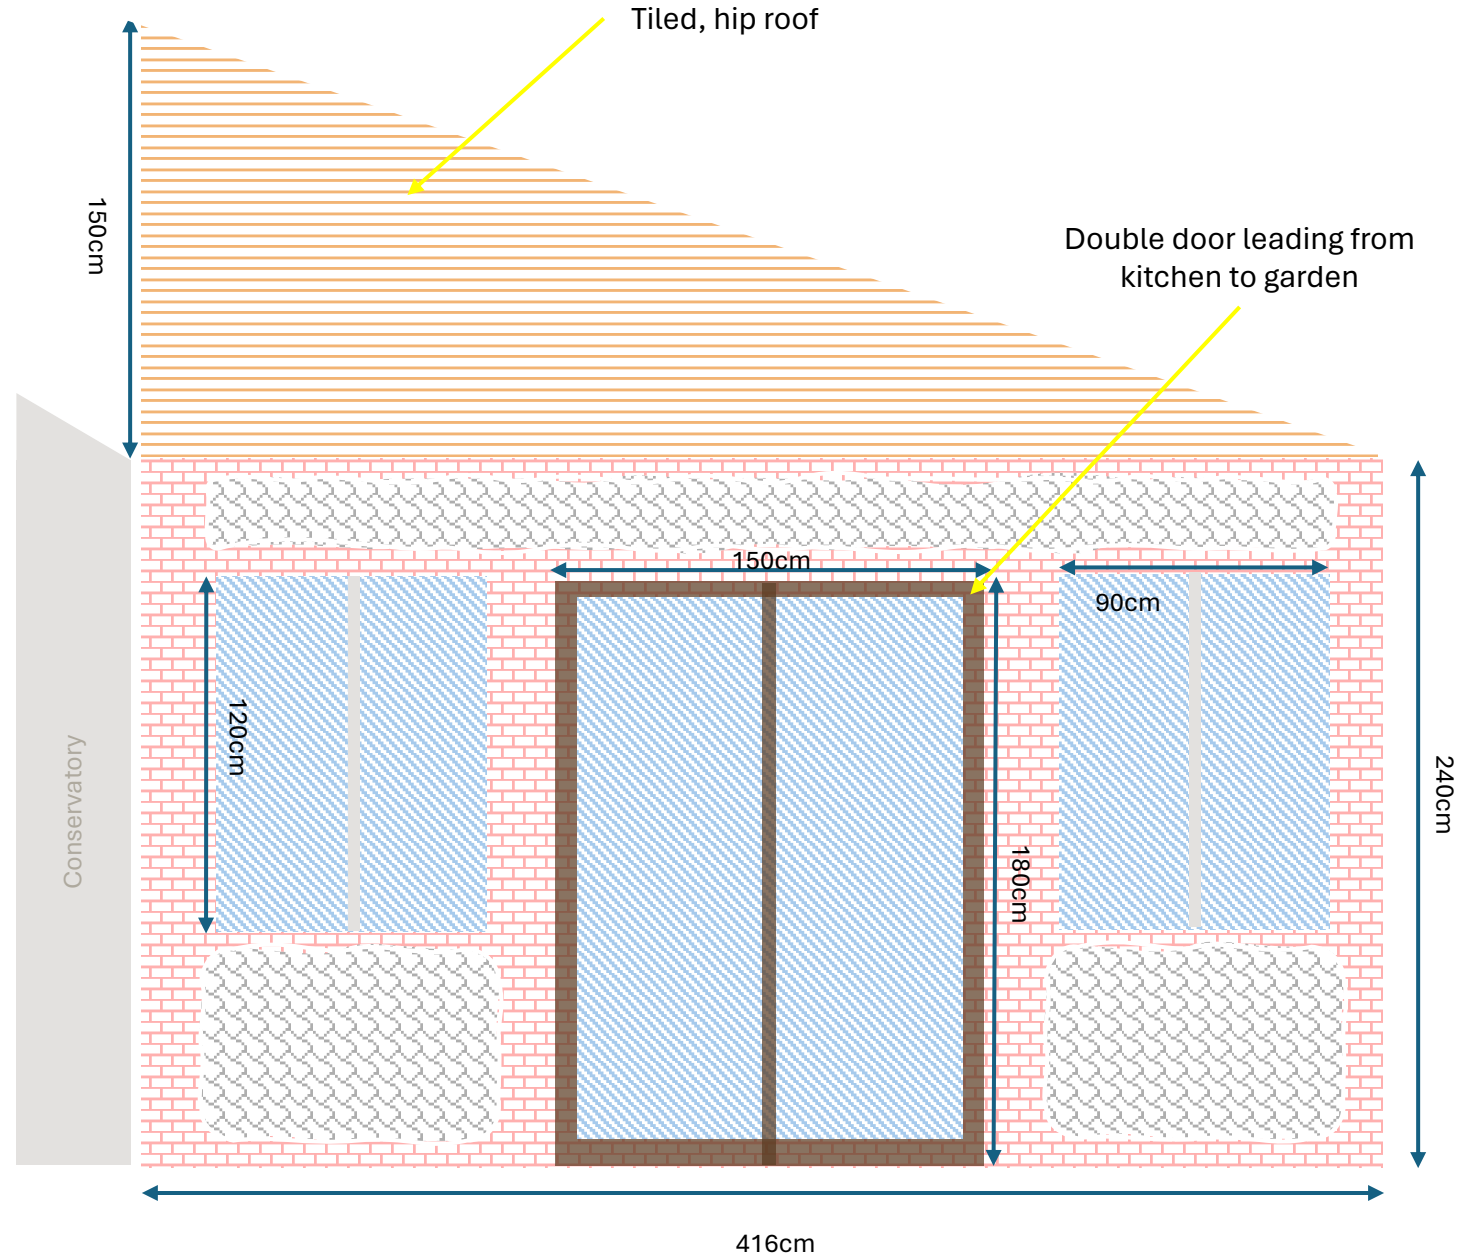 Tiled, hip roof
150cm
Double door leading from
kitchen to garden
150cm
90cm
120cm
180cm
240cm
Conservatory
416cm